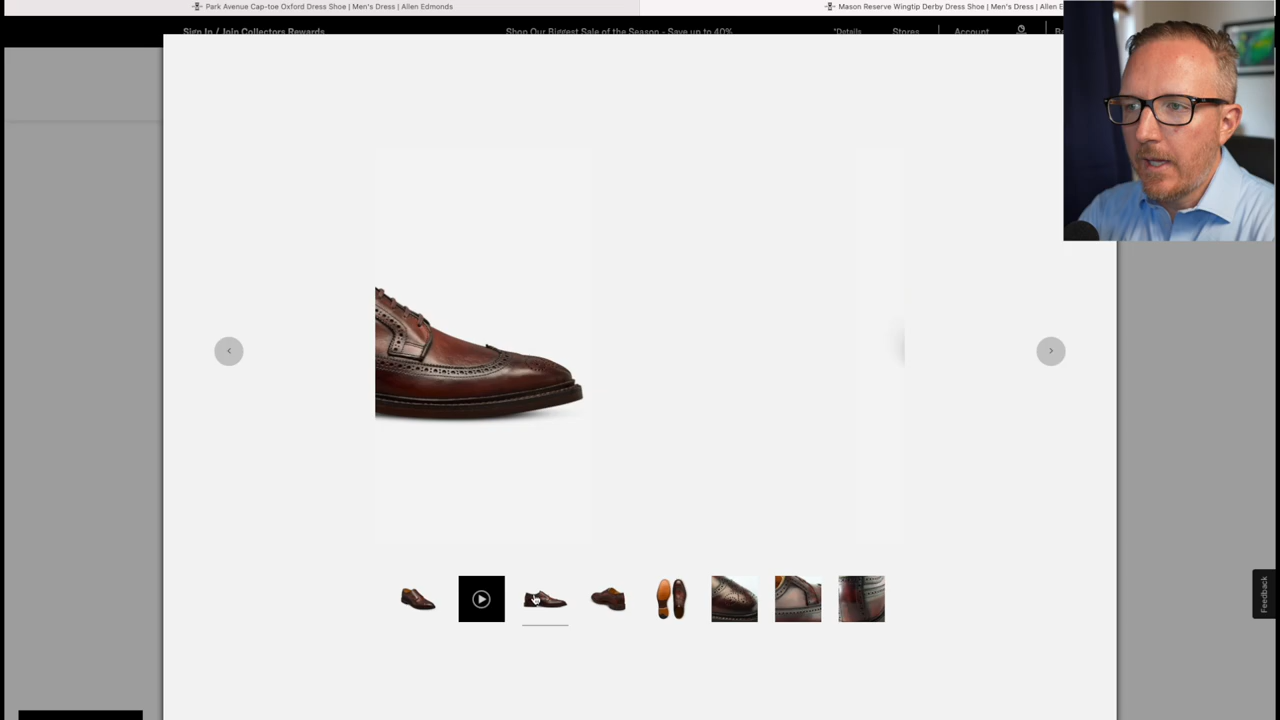 Park Avenue Cap-toe Oxford Dress Shoe | Men's Dress | Allen Edmonds
Mason Reserve Wingtip Derby Dress Shoe | Men's Dress | Allen E
Sign In / Join Collectors Rewards
Shop Our Biggest Sale of the Season - Save up to 40%
*Details
Stores
Account
Feedback